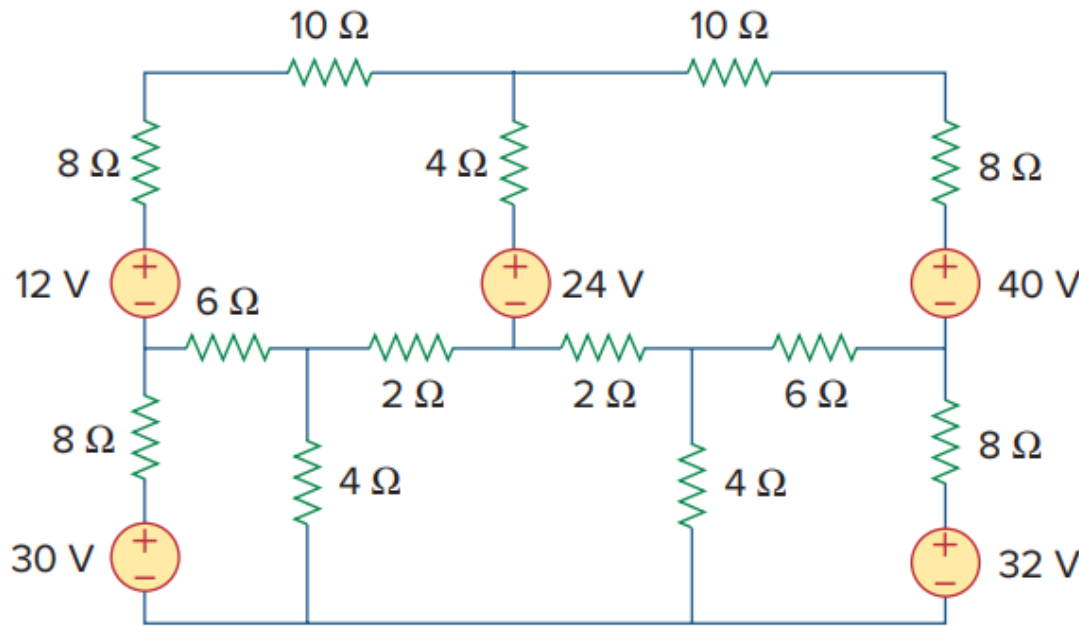 10 Ω 10 Ω
8 Ω 4 Ω 8 Ω
+ + +
12 V 24 V 40 V
− − −
6 Ω
2 Ω 2 Ω 6 Ω
8 Ω 8 Ω
4 Ω 4 Ω
+ +
30 V 32 V
− −